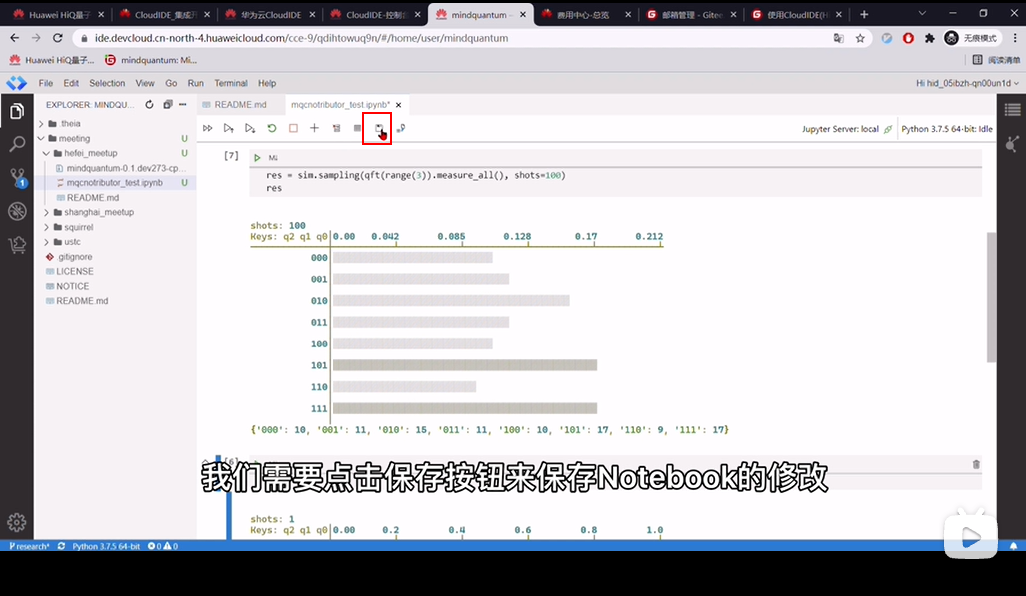 Huawei HiQ量子
CloudIDE_集成开
华为云CloudIDE
CloudIDE-控制台
mindquantum –
费用中心-总览
邮箱管理 - Gitee
使用CloudIDE(Hi
ide.devcloud.cn-north-4.huaweicloud.com/cce-9/qdihtowuq9n/#/home/user/mindquantum
无痕模式
Huawei HiQ量子...
mindquantum: Mi...
阅读清单
File Edit Selection View Go Run Terminal Help
Hi hid_05ibzh-qn00un1d
EXPLORER: MINDQU...
README.md
mqcnotributor_test.ipynb*
.theia
meeting U
hefei_meetup U
mindquantum-0.1.dev273-cp...
mqcnotributor_test.ipynb U
README.md
shanghai_meetup
squirrel
ustc
.gitignore
LICENSE
NOTICE
README.md
Jupyter Server: local
Python 3.7.5 64-bit: Idle
[7]
M↓
res = sim.sampling(qft(range(3)).measure_all(), shots=100)
res
shots: 100
Keys: q2 q1 q0 0.00 0.042 0.085 0.128 0.17 0.212
000
001
010
011
100
101
110
111
{'000': 10, '001': 11, '010': 15, '011': 11, '100': 10, '101': 17, '110': 9, '111': 17}
[6]
我们需要点击保存按钮来保存Notebook的修改
shots: 1
Keys: q2 q1 q0 0.00 0.2 0.4 0.6 0.8 1.0
1
research* Python 3.7.5 64-bit 0 0